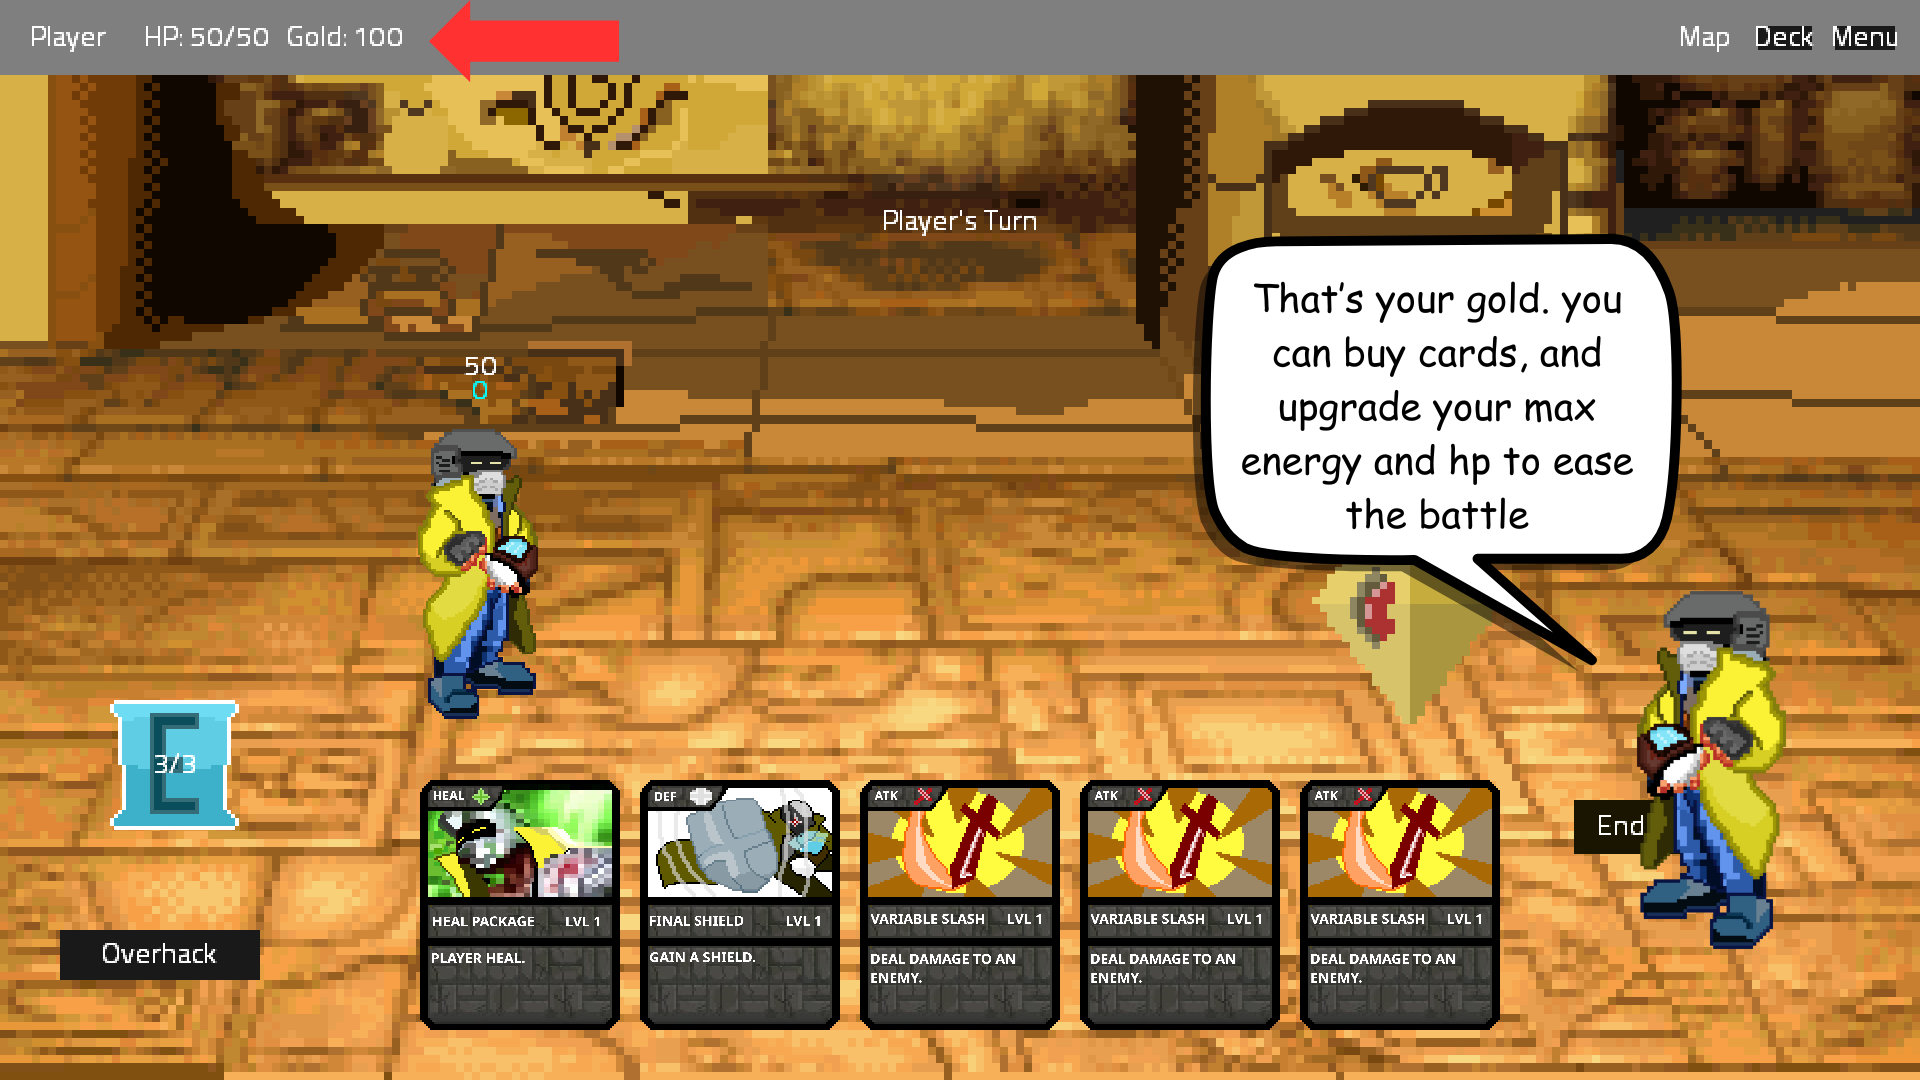 Player HP: 50/50 Gold: 100 Map Deck Menu
Player's Turn
That's your gold. you
can buy cards, and
upgrade your max
energy and hp to ease
the battle
50
0
3/3
Overhack
HEAL
HEAL PACKAGE LVL 1
PLAYER HEAL.
DEF
FINAL SHIELD LVL 1
GAIN A SHIELD.
ATK
VARIABLE SLASH LVL 1
DEAL DAMAGE TO AN
ENEMY.
ATK
VARIABLE SLASH LVL 1
DEAL DAMAGE TO AN
ENEMY.
ATK
VARIABLE SLASH LVL 1
DEAL DAMAGE TO AN
ENEMY.
End